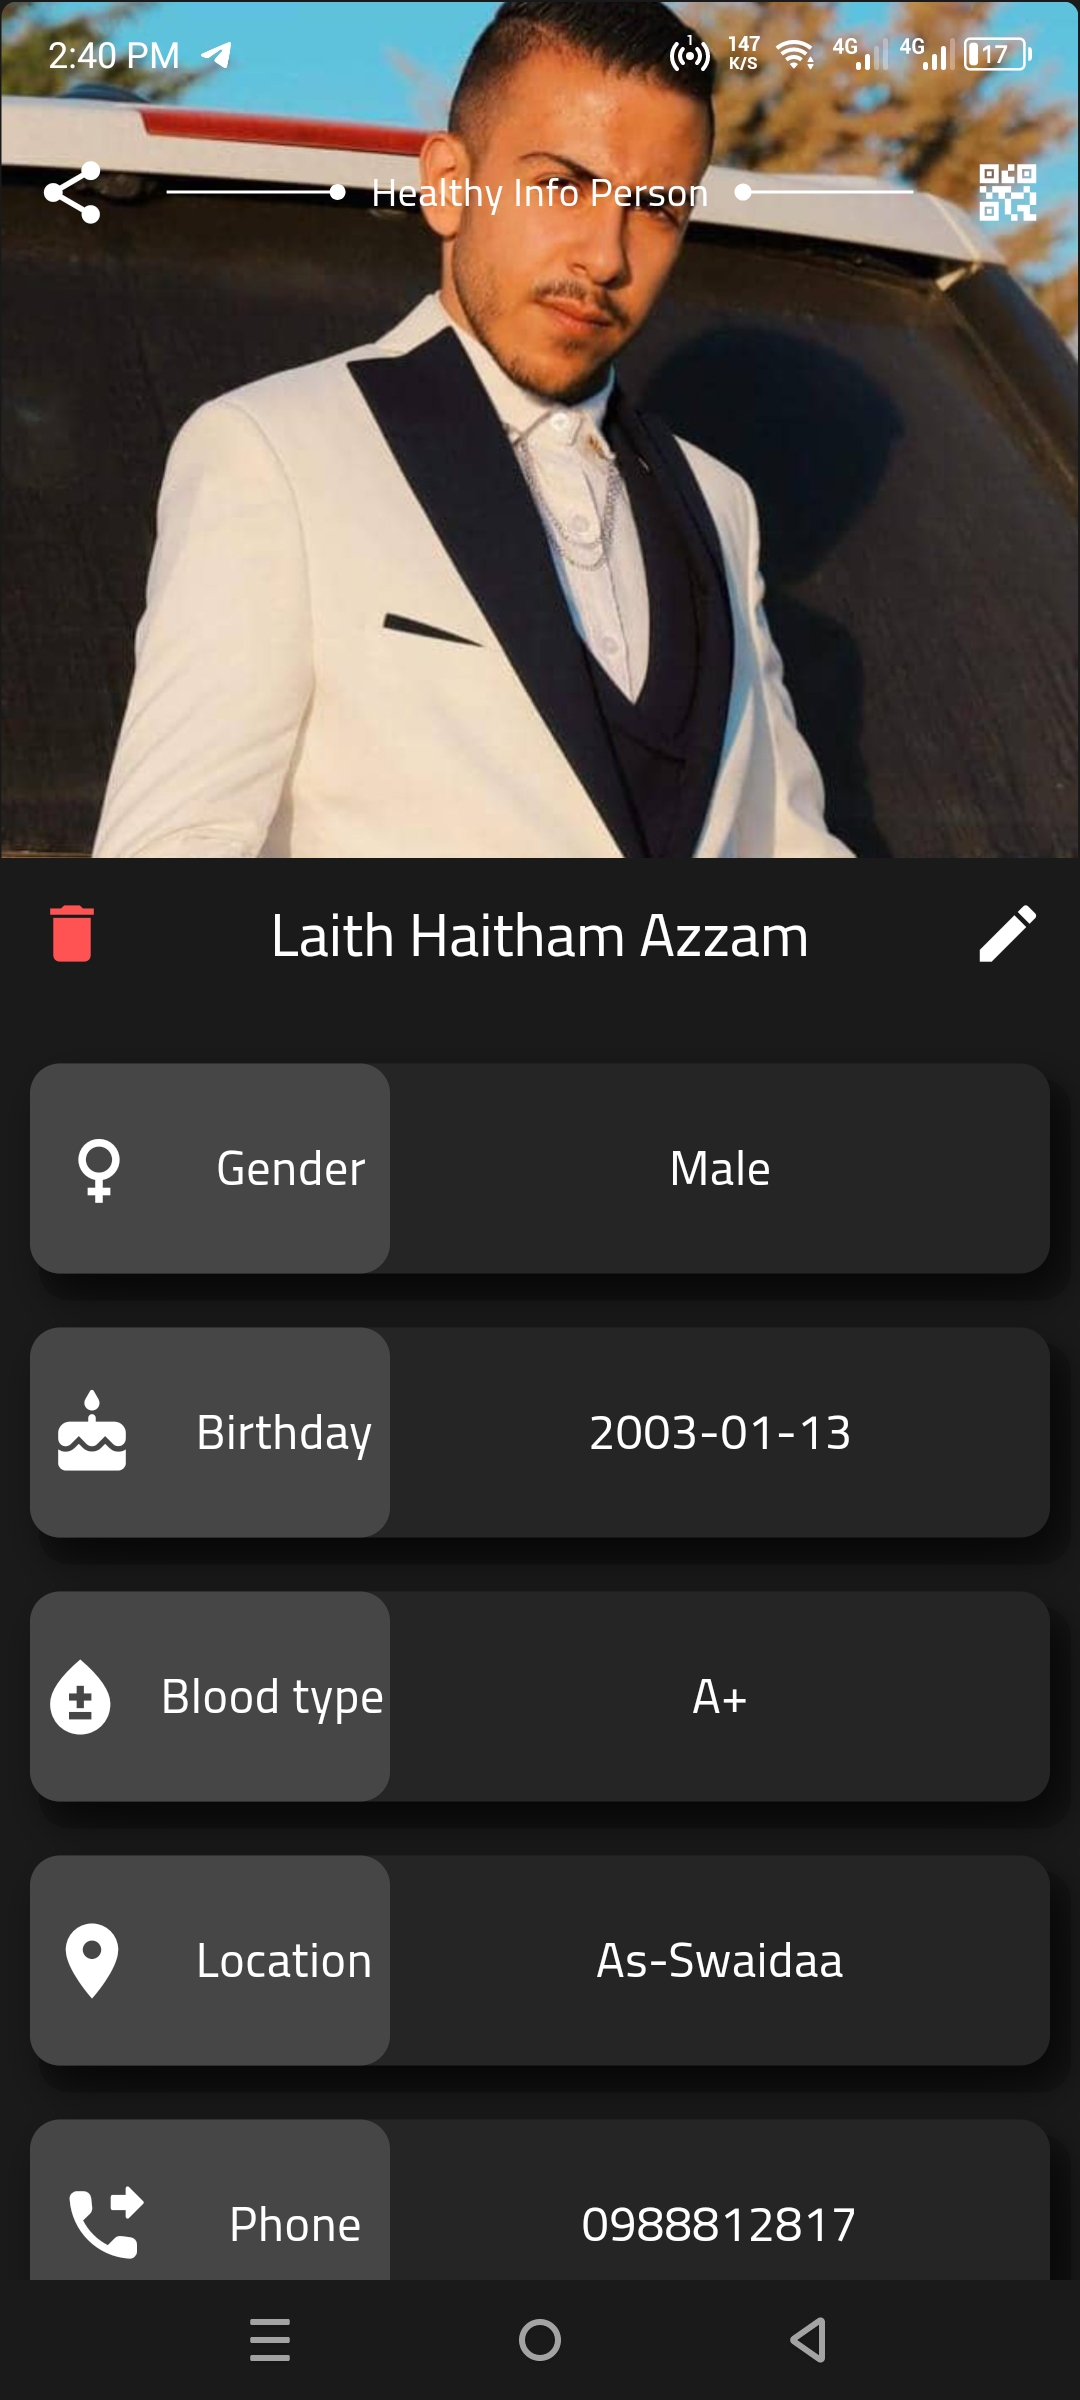 2:40 PM 1 147 K/S 4G 4G 17
Healthy Info Person
Laith Haitham Azzam
Gender Male
Birthday 2003-01-13
Blood type A+
Location As-Swaidaa
Phone 0988812817